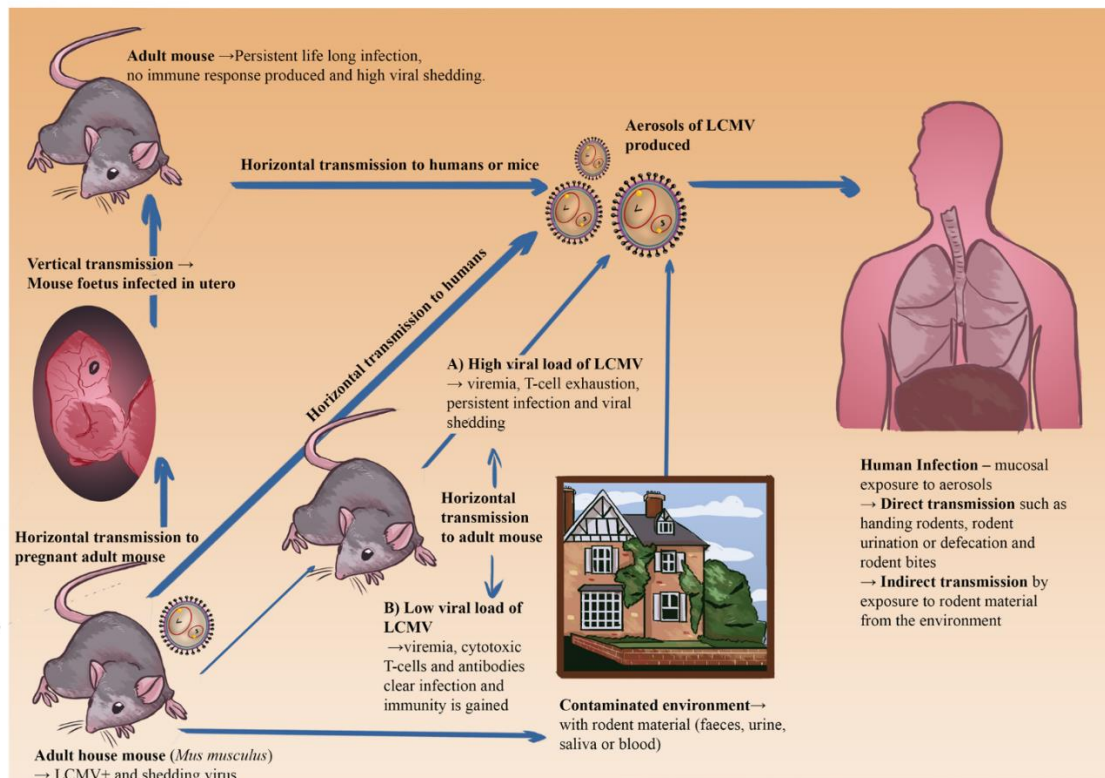 Adult mouse →Persistent life long infection,
no immune response produced and high viral shedding.
Aerosols of LCMV
produced
Horizontal transmission to humans or mice
Vertical transmission →
Mouse foetus infected in utero
Horizontal transmission to humans
A) High viral load of LCMV
→ viremia, T-cell exhaustion,
persistent infection and viral
shedding
Horizontal
transmission
to adult mouse
Horizontal transmission to
pregnant adult mouse
B) Low viral load of
LCMV
→viremia, cytotoxic
T-cells and antibodies
clear infection and
immunity is gained
Human Infection – mucosal
exposure to aerosols
→ Direct transmission such as
handing rodents, rodent
urination or defecation and
rodent bites
→ Indirect transmission by
exposure to rodent material
from the environment
Contaminated environment→
with rodent material (faeces, urine,
saliva or blood)
Adult house mouse (Mus musculus)
→ LCMV+ and shedding virus